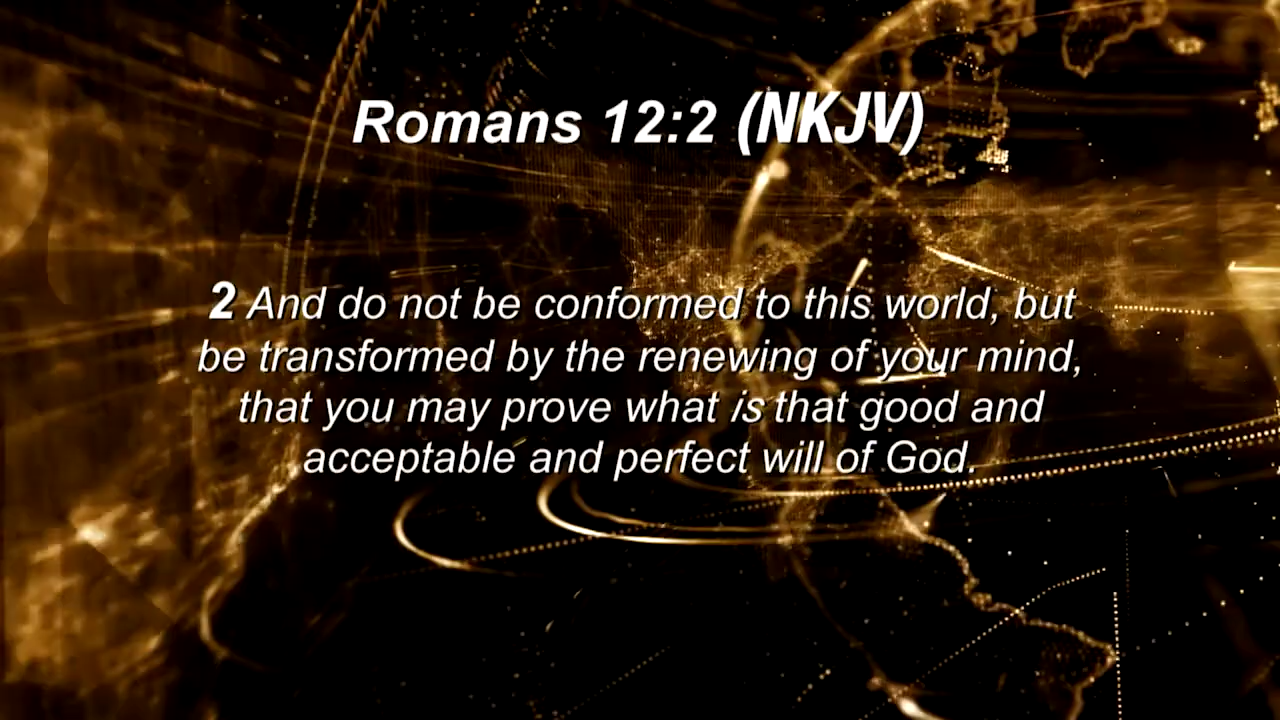 Romans 12:2 (NKJV)
2 And do not be conformed to this world, but
be transformed by the renewing of your mind,
that you may prove what is that good and
acceptable and perfect will of God.